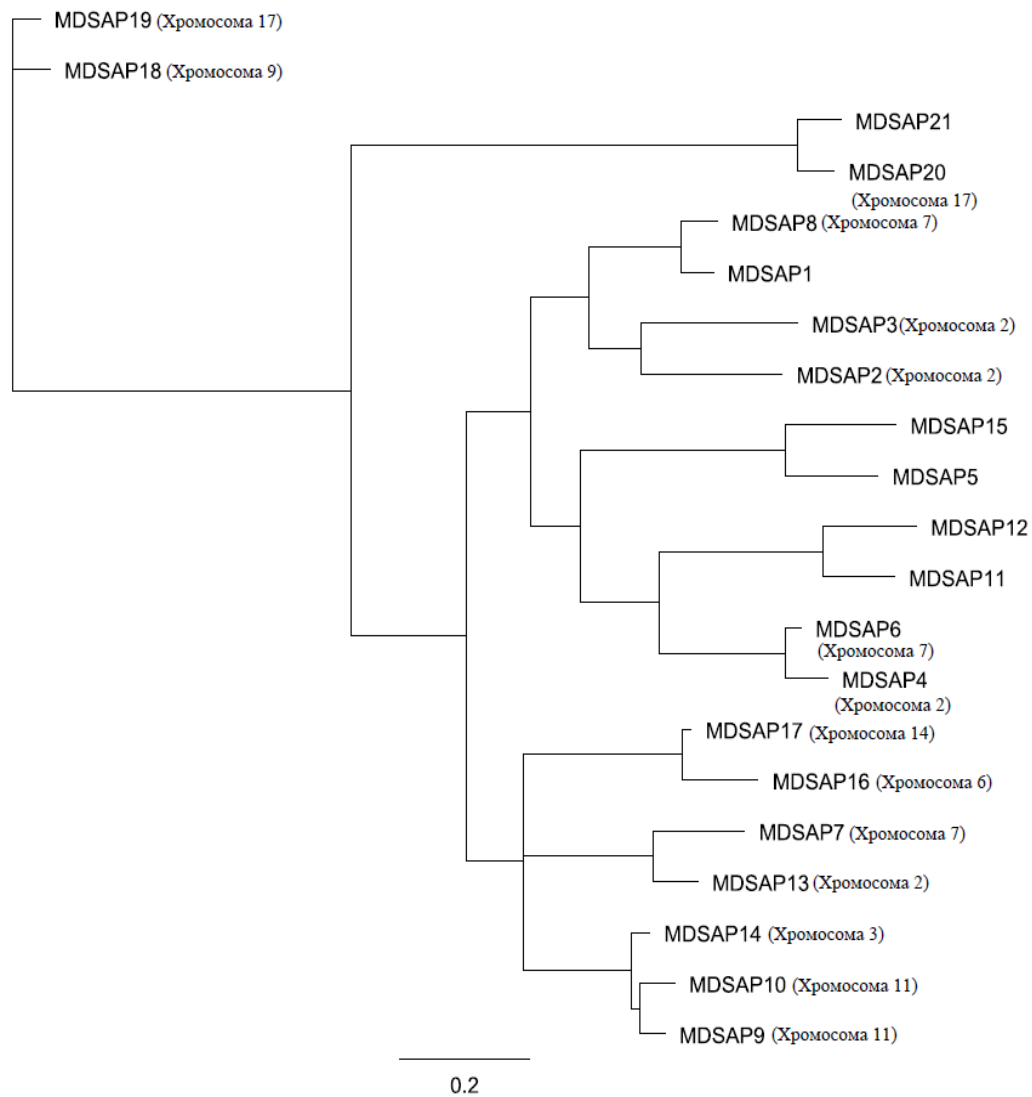 MDSAP19 (Хромосома 17)
MDSAP18 (Хромосома 9)
MDSAP21
MDSAP20
(Хромосома 17)
MDSAP8 (Хромосома 7)
MDSAP1
MDSAP3 (Хромосома 2)
MDSAP2 (Хромосома 2)
MDSAP15
MDSAP5
MDSAP12
MDSAP11
MDSAP6
(Хромосома 7)
MDSAP4
(Хромосома 2)
MDSAP17 (Хромосома 14)
MDSAP16 (Хромосома 6)
MDSAP7 (Хромосома 7)
MDSAP13 (Хромосома 2)
MDSAP14 (Хромосома 3)
MDSAP10 (Хромосома 11)
MDSAP9 (Хромосома 11)
0.2